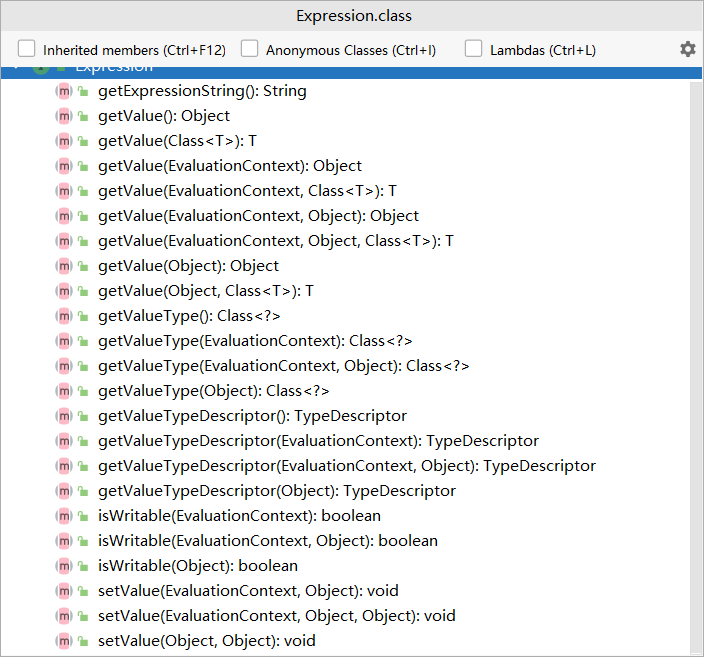 Expression.class
Inherited members (Ctrl+F12) Anonymous Classes (Ctrl+I) Lambdas (Ctrl+L)
Expression
getExpressionString(): String
getValue(): Object
getValue(Class<T>): T
getValue(EvaluationContext): Object
getValue(EvaluationContext, Class<T>): T
getValue(EvaluationContext, Object): Object
getValue(EvaluationContext, Object, Class<T>): T
getValue(Object): Object
getValue(Object, Class<T>): T
getValueType(): Class<?>
getValueType(EvaluationContext): Class<?>
getValueType(EvaluationContext, Object): Class<?>
getValueType(Object): Class<?>
getValueTypeDescriptor(): TypeDescriptor
getValueTypeDescriptor(EvaluationContext): TypeDescriptor
getValueTypeDescriptor(EvaluationContext, Object): TypeDescriptor
getValueTypeDescriptor(Object): TypeDescriptor
isWritable(EvaluationContext): boolean
isWritable(EvaluationContext, Object): boolean
isWritable(Object): boolean
setValue(EvaluationContext, Object): void
setValue(EvaluationContext, Object, Object): void
setValue(Object, Object): void